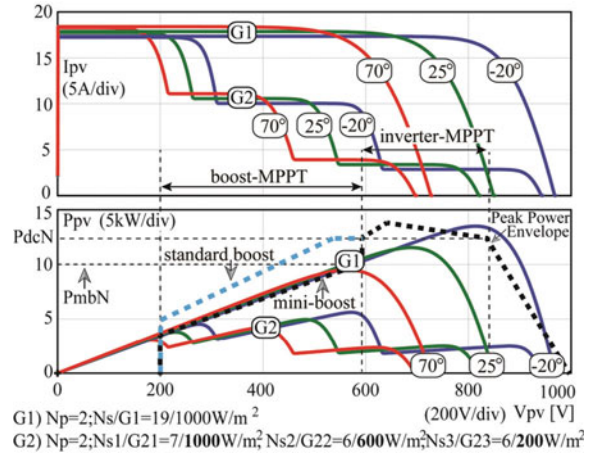 20
15
10
5
0
Ipv
(5A/div)
G1
G2
70°
25°
-20°
70°
25°
-20°
inverter-MPPT
boost-MPPT
15
PdcN
10
PmbN
5
0
Ppv (5kW/div)
standard boost
mini-boost
G1
G2
Peak Power
Envelope
70°
25°
-20°
0
200
400
600
800
1000
(200V/div) Vpv [V]
G1) Np=2;Ns/G1=19/1000W/m²
G2) Np=2;Ns1/G21=7/1000W/m²; Ns2/G22=6/600W/m²;Ns3/G23=6/200W/m²